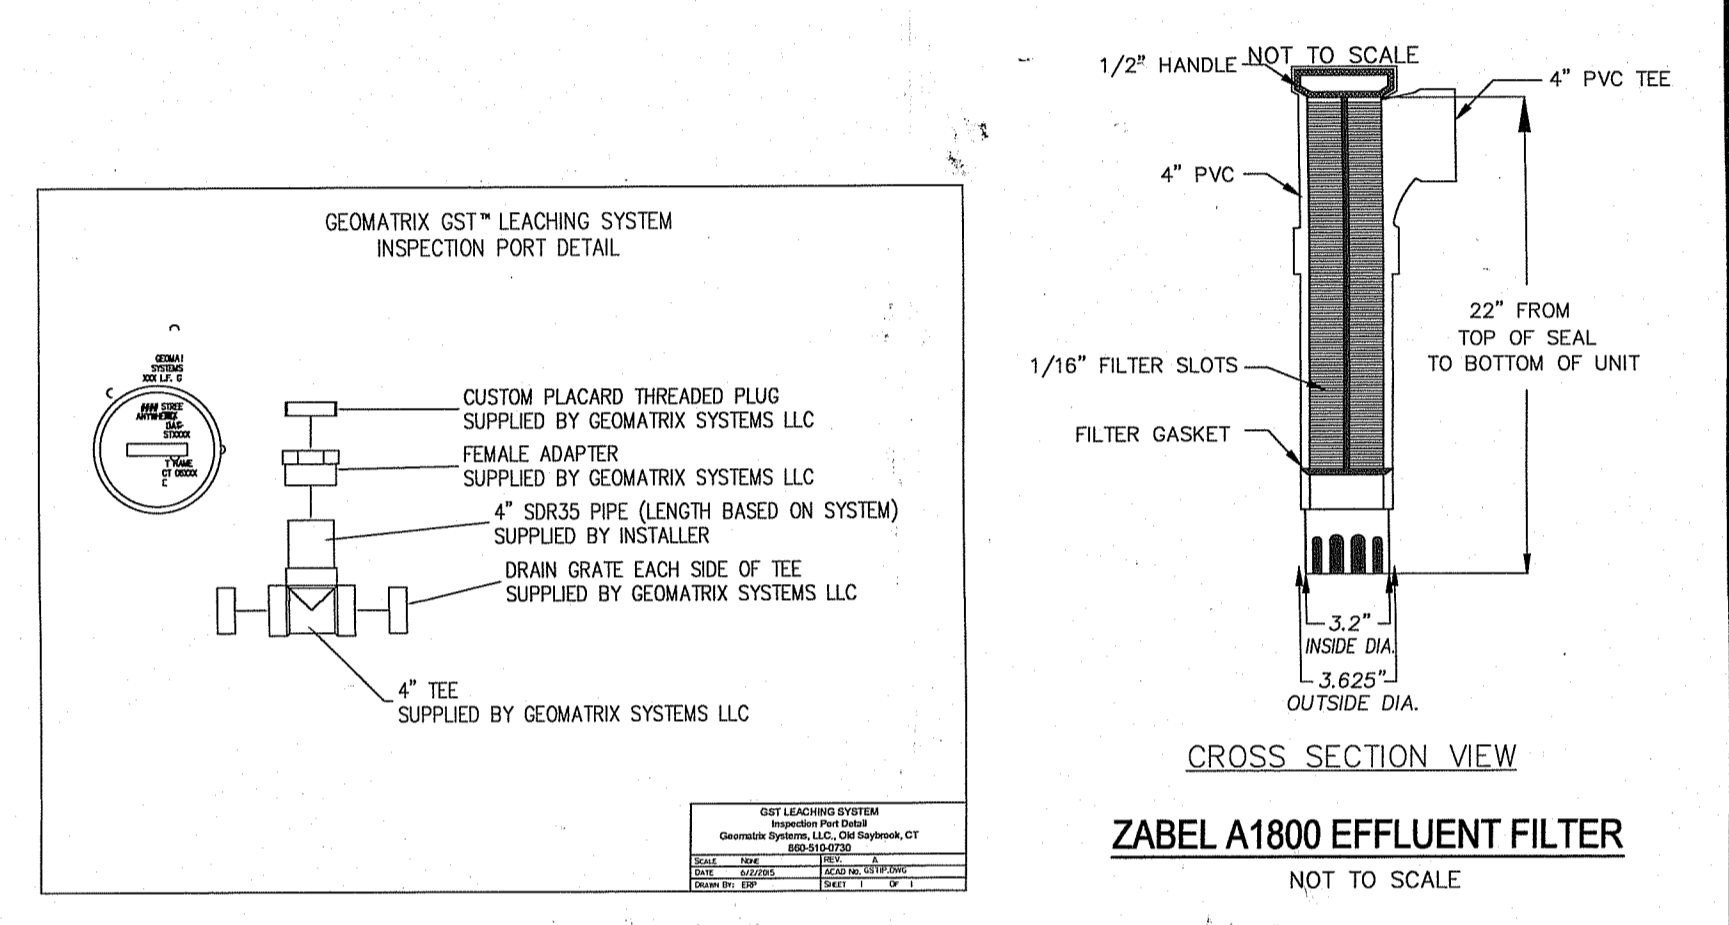 GEOMATRIX GST™ LEACHING SYSTEM
INSPECTION PORT DETAIL
GEOMAT
SYSTEMS
XXX L.F. G
STREE
STXXXX
T NAME
CUSTOM PLACARD THREADED PLUG
SUPPLIED BY GEOMATRIX SYSTEMS LLC
FEMALE ADAPTER
SUPPLIED BY GEOMATRIX SYSTEMS LLC
4" SDR35 PIPE (LENGTH BASED ON SYSTEM)
SUPPLIED BY INSTALLER
DRAIN GRATE EACH SIDE OF TEE
SUPPLIED BY GEOMATRIX SYSTEMS LLC
4" TEE
SUPPLIED BY GEOMATRIX SYSTEMS LLC
GST LEACHING SYSTEM
Inspection Port Detail
Geomatrix Systems, LLC., Old Saybrook, CT
860-510-0730
SCALE NONE
REV. A
DATE 6/2/2015
ACAD NO. GSTIP.DWG
DRAWN BY: ERP
SHEET 1 OF 1
NOT TO SCALE
1/2" HANDLE
4" PVC TEE
4" PVC
22" FROM
TOP OF SEAL
TO BOTTOM OF UNIT
1/16" FILTER SLOTS
FILTER GASKET
3.2"
INSIDE DIA.
3.625"
OUTSIDE DIA.
CROSS SECTION VIEW
ZABEL A1800 EFFLUENT FILTER
NOT TO SCALE